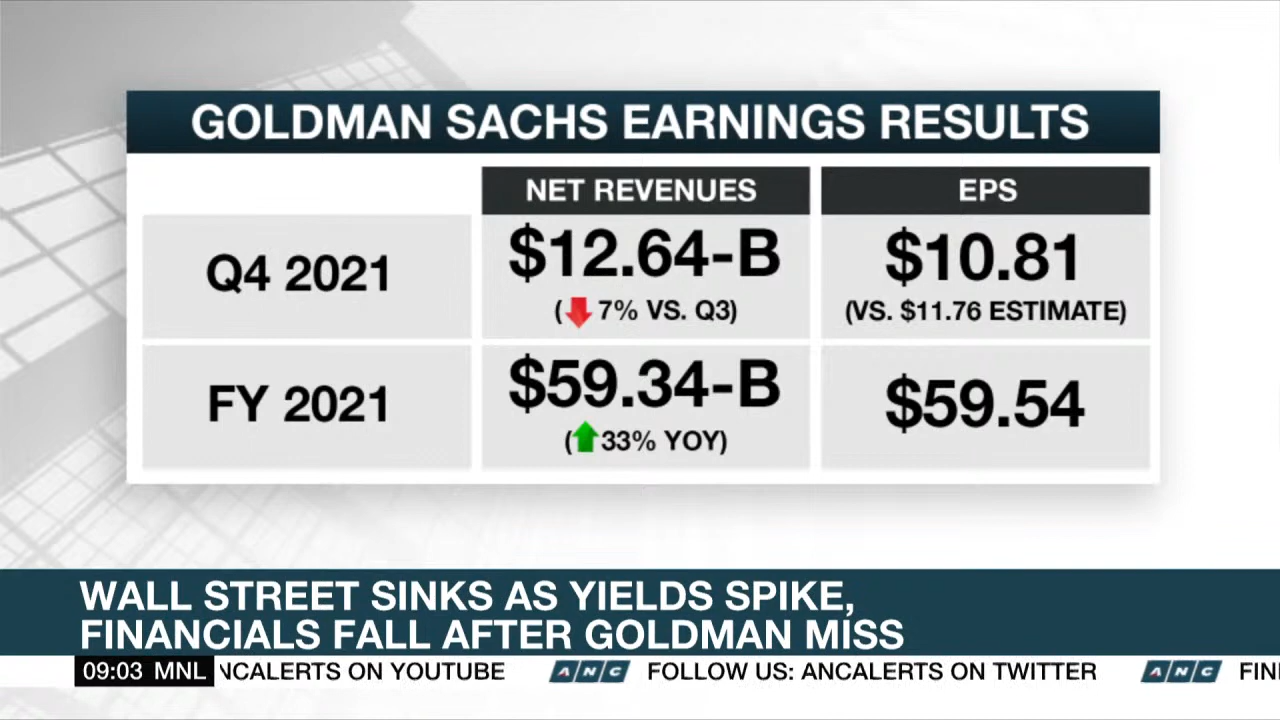 GOLDMAN SACHS EARNINGS RESULTS
NET REVENUES
EPS
Q4 2021
$12.64-B
(7% VS. Q3)
$10.81
(VS. $11.76 ESTIMATE)
FY 2021
$59.34-B
(33% YOY)
$59.54
WALL STREET SINKS AS YIELDS SPIKE,
FINANCIALS FALL AFTER GOLDMAN MISS
09:03 MNL NCALERTS ON YOUTUBE ANC FOLLOW US: ANCALERTS ON TWITTER ANC FIN